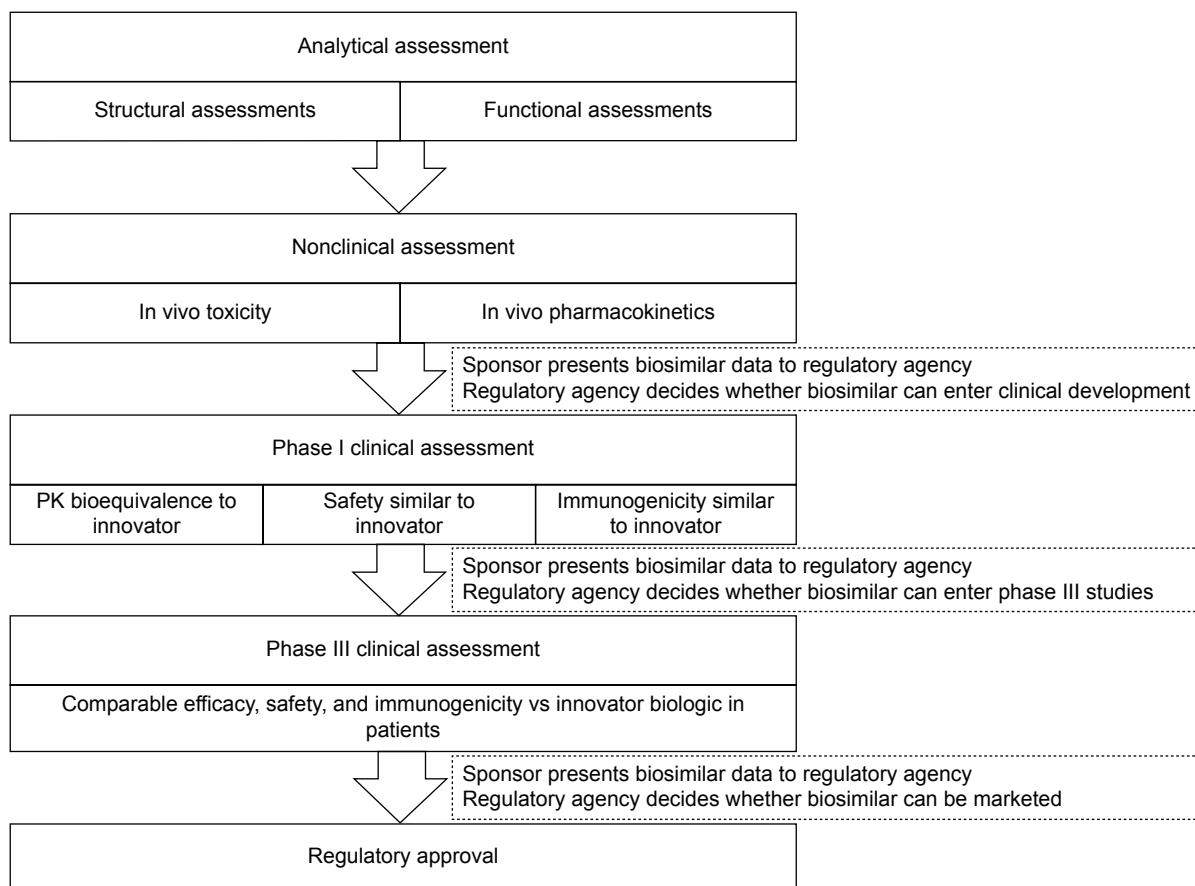 Analytical assessment
Structural assessments
Functional assessments
Nonclinical assessment
In vivo toxicity
In vivo pharmacokinetics
Sponsor presents biosimilar data to regulatory agency
Regulatory agency decides whether biosimilar can enter clinical development
Phase I clinical assessment
PK bioequivalence to
innovator
Safety similar to
innovator
Immunogenicity similar
to innovator
Sponsor presents biosimilar data to regulatory agency
Regulatory agency decides whether biosimilar can enter phase III studies
Phase III clinical assessment
Comparable efficacy, safety, and immunogenicity vs innovator biologic in
patients
Sponsor presents biosimilar data to regulatory agency
Regulatory agency decides whether biosimilar can be marketed
Regulatory approval